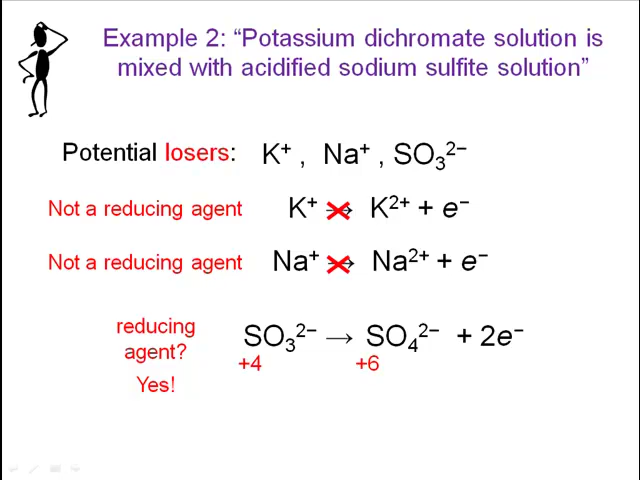 Example 2: “Potassium dichromate solution is
mixed with acidified sodium sulfite solution”
Potential losers: K⁺ , Na⁺ , SO₃²⁻
Not a reducing agent K⁺ → K²⁺ + e⁻
Not a reducing agent Na⁺ → Na²⁺ + e⁻
reducing
agent?
SO₃²⁻ → SO₄²⁻ + 2e⁻
+4 +6
Yes!